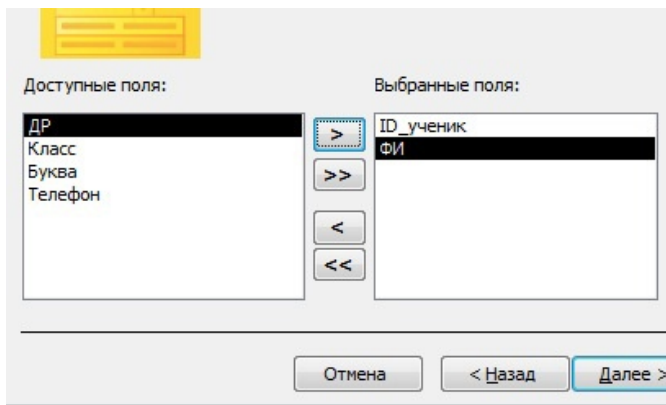 Доступные поля:
ДР
Класс
Буква
Телефон
>
>>
<
<<
Выбранные поля:
ID_ученик
ФИ
Отмена
< Назад
Далее >